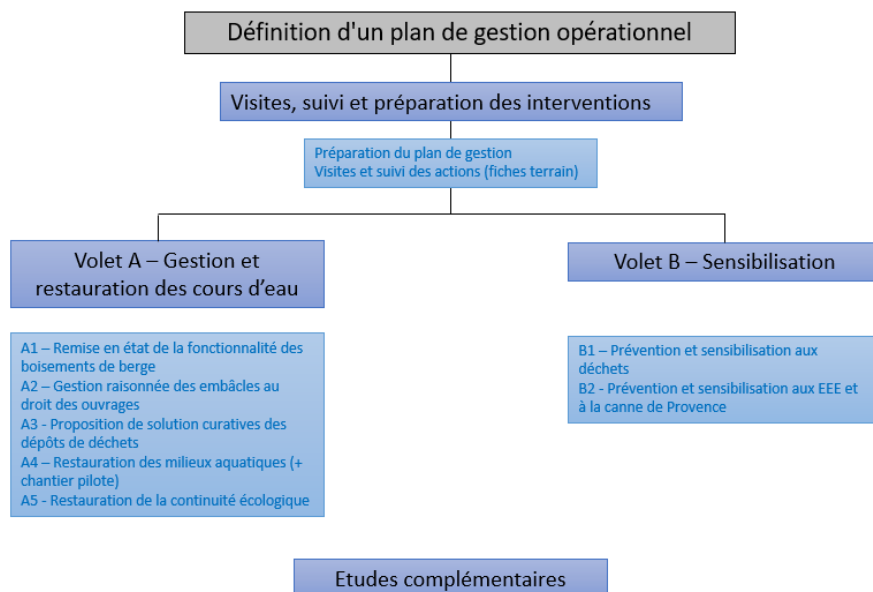 Définition d'un plan de gestion opérationnel
Visites, suivi et préparation des interventions
Préparation du plan de gestion
Visites et suivi des actions (fiches terrain)
Volet A – Gestion et
restauration des cours d'eau
A1 – Remise en état de la fonctionnalité des
boisements de berge
A2 – Gestion raisonnée des embâcles au
droit des ouvrages
A3 - Proposition de solution curatives des
dépôts de déchets
A4 – Restauration des milieux aquatiques (+
chantier pilote)
A5 - Restauration de la continuité écologique
Volet B – Sensibilisation
B1 – Prévention et sensibilisation aux
déchets
B2 - Prévention et sensibilisation aux EEE et
à la canne de Provence
Etudes complémentaires